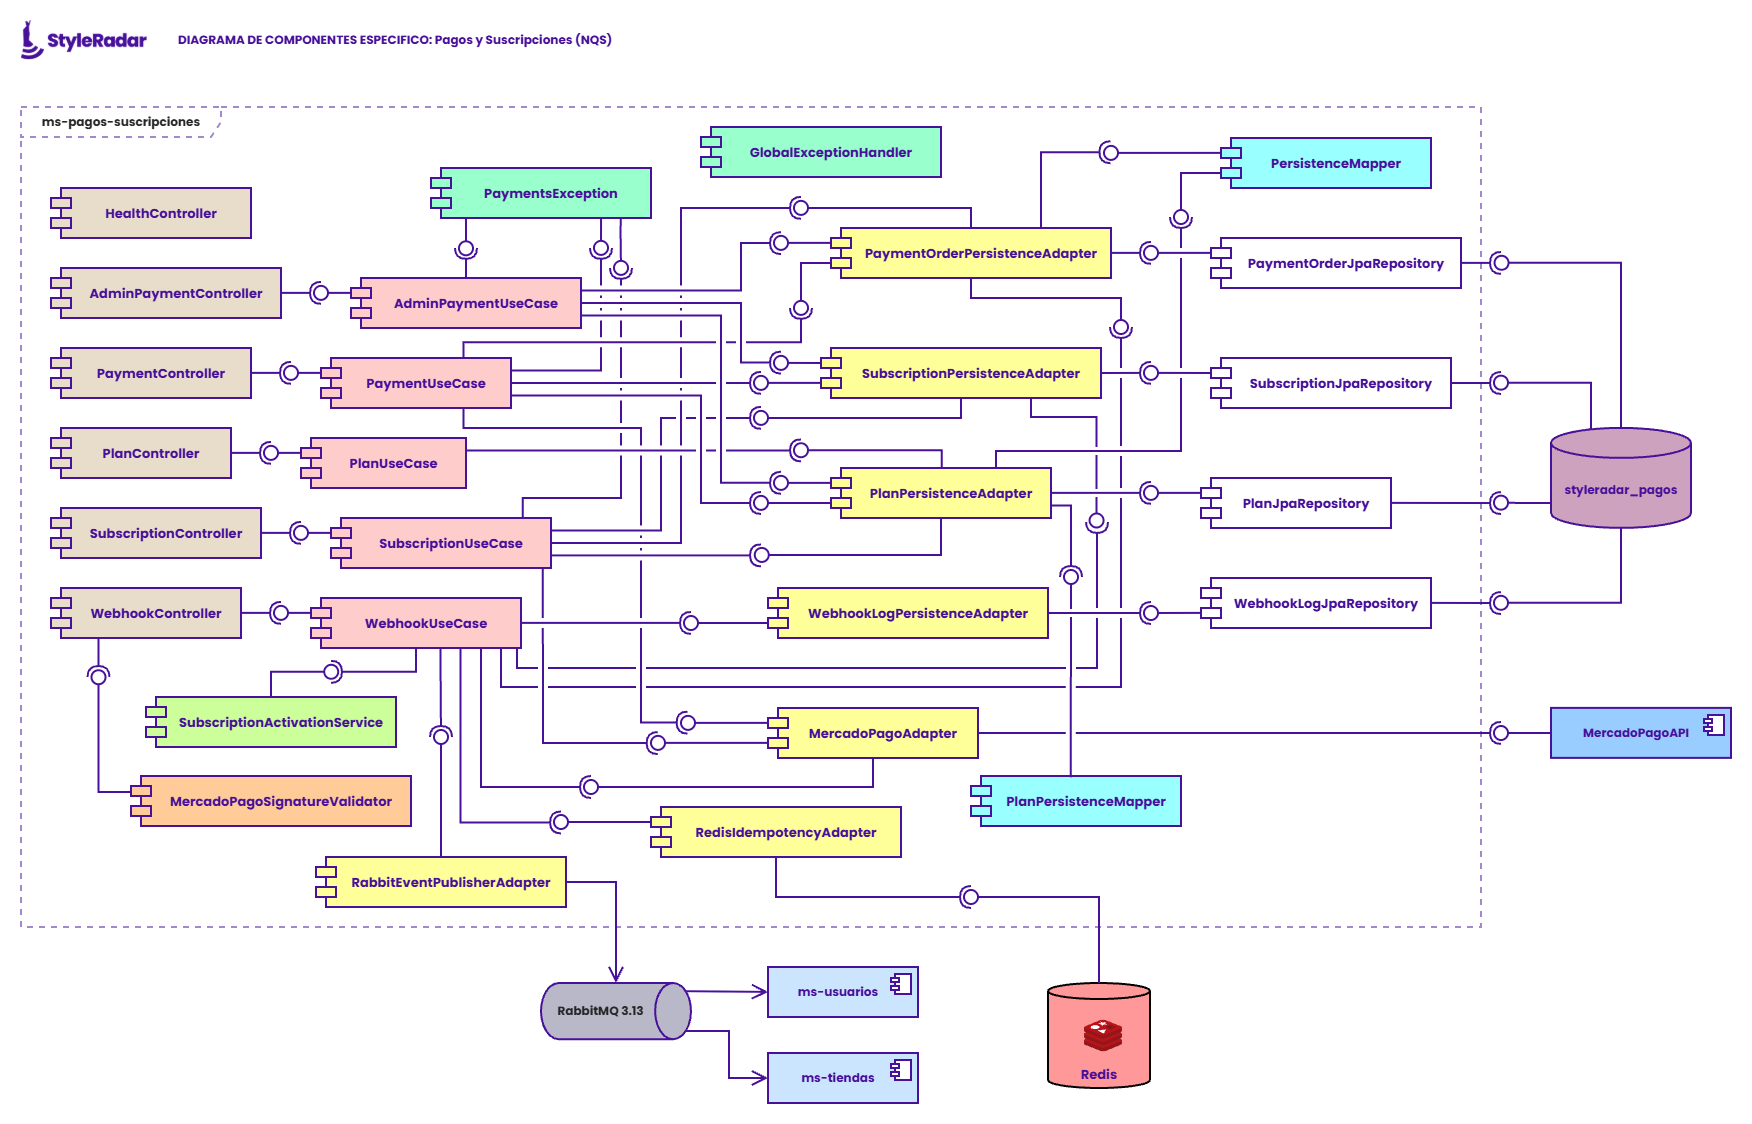 StyleRadar
DIAGRAMA DE COMPONENTES ESPECIFICO: Pagos y Suscripciones (NQS)
ms-pagos-suscripciones
GlobalExceptionHandler
PersistenceMapper
PaymentsException
HealthController
PaymentOrderPersistenceAdapter
PaymentOrderJpaRepository
AdminPaymentController
AdminPaymentUseCase
PaymentController
PaymentUseCase
SubscriptionPersistenceAdapter
SubscriptionJpaRepository
PlanController
PlanUseCase
PlanPersistenceAdapter
PlanJpaRepository
styleradar_pagos
SubscriptionController
SubscriptionUseCase
WebhookController
WebhookUseCase
WebhookLogPersistenceAdapter
WebhookLogJpaRepository
SubscriptionActivationService
MercadoPagoAdapter
MercadoPagoAPI
MercadoPagoSignatureValidator
PlanPersistenceMapper
RedisIdempotencyAdapter
RabbitEventPublisherAdapter
ms-usuarios
RabbitMQ 3.13
ms-tiendas
Redis